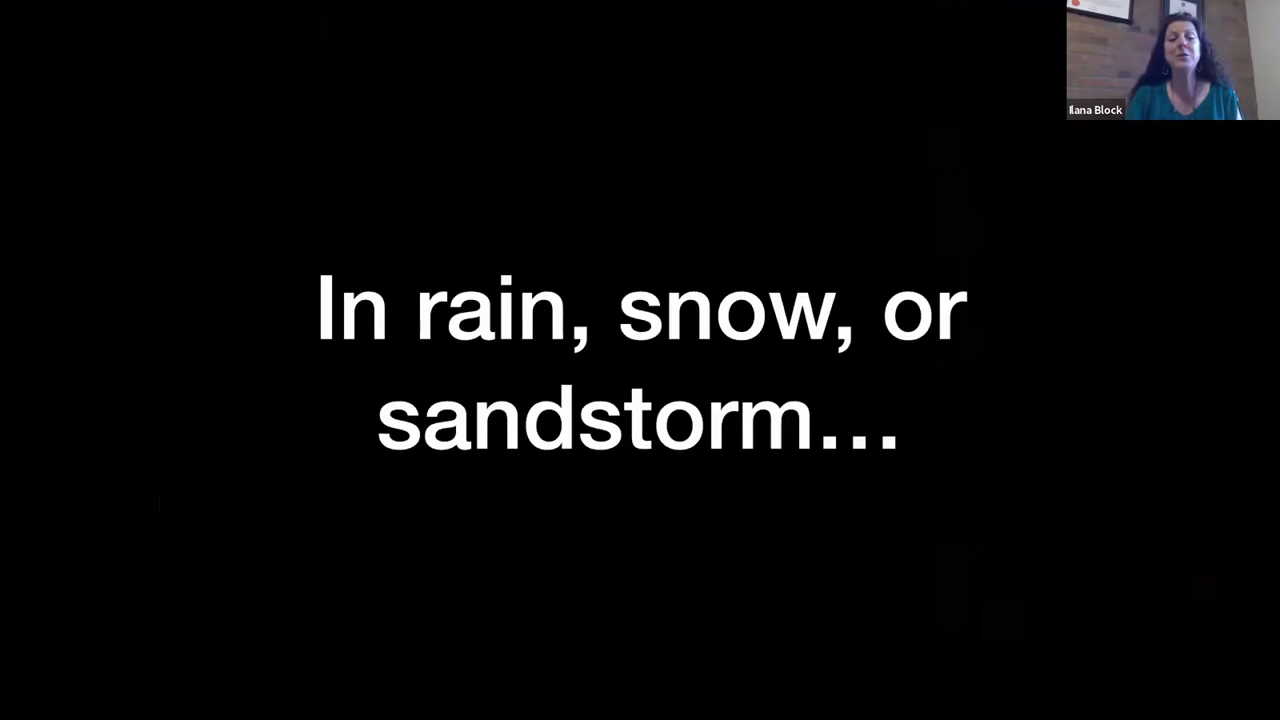 Ilana Block
In rain, snow, or
sandstorm…